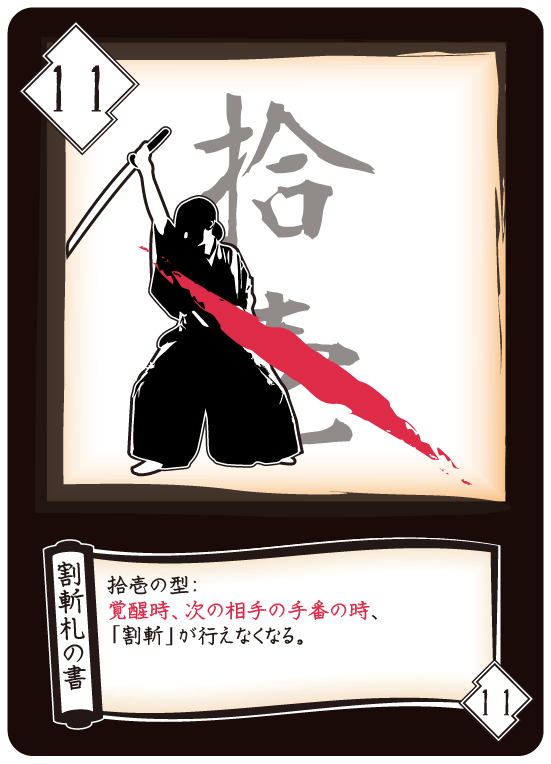 11
拾
壱
割斬札の書
拾壱の型:
覚醒時、次の相手の手番の時、
「割斬」が行えなくなる。
11